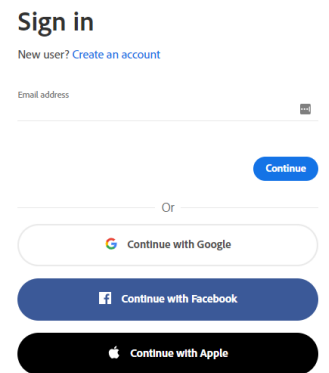 Sign in
New user? Create an account
Email address
Continue
Or
Continue with Google
Continue with Facebook
Continue with Apple